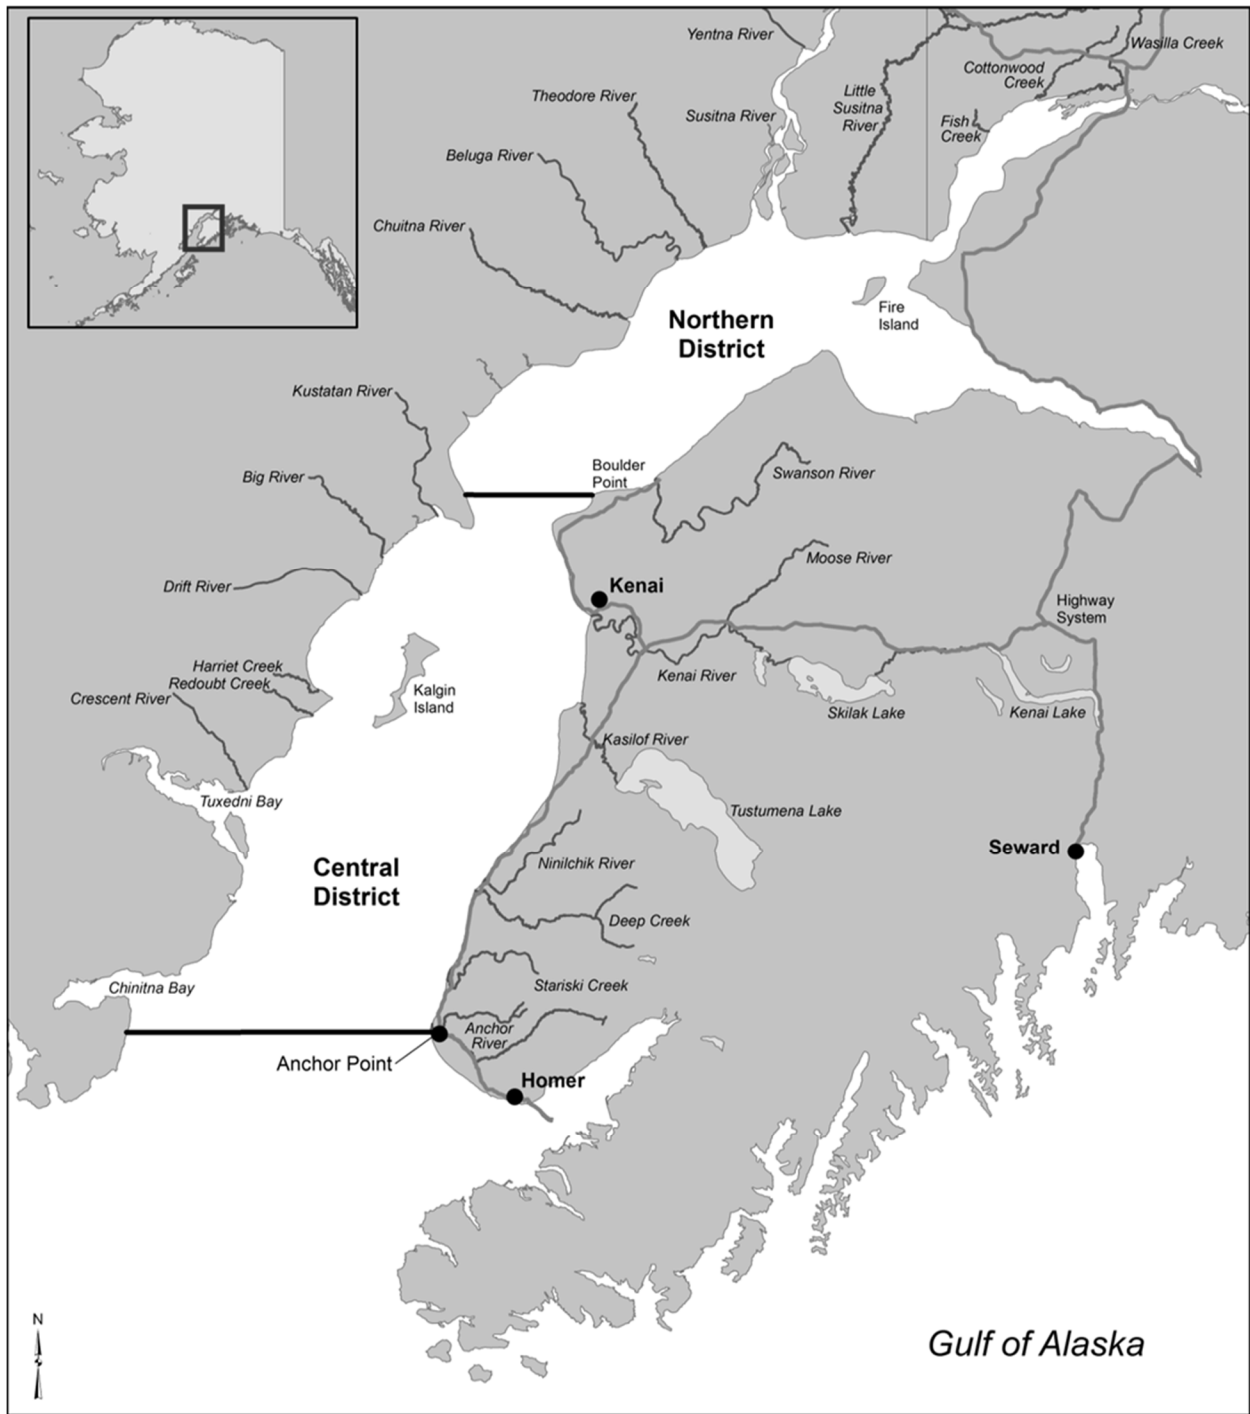 Yentna River
Wasilla Creek
Cottonwood
Creek
Theodore River
Little
Susitna
River
Susitna River
Fish
Creek
Beluga River
Chuitna River
Fire
Island
Northern
District
Kustatan River
Boulder
Point
Swanson River
Big River
Moose River
Drift River
Kenai
Highway
System
Harriet Creek
Redoubt Creek
Crescent River
Kalgin
Island
Kenai River
Skilak Lake
Kenai Lake
Kasilof River
Tuxedni Bay
Tustumena Lake
Seward
Central
District
Ninilchik River
Deep Creek
Chinitna Bay
Stariski Creek
Anchor
River
Anchor Point
Homer
N
Gulf of Alaska